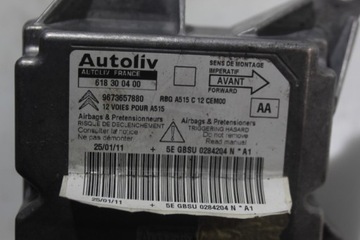 Autoliv
AUTOLIV FRANCE
618 30 04 00
SENS DE MONTAGE
IMPERATIF
AVANT
FORWARD
9673657880
RBQ A515 C 12 CEM00
12 VOIES POUR A515
AA
Airbags & Pretensionneurs
RISQUE DE DECLENCHEMENT
Consulter la notice
Ne pas démonter
Airbags & Pretensioners
TRIGGERING HAZARD
Do not remove
Read manual
25/01/11 + 5E GBSU 0284204 N * A1
25/01/11 + 5E GBSU 0284204 N * A1